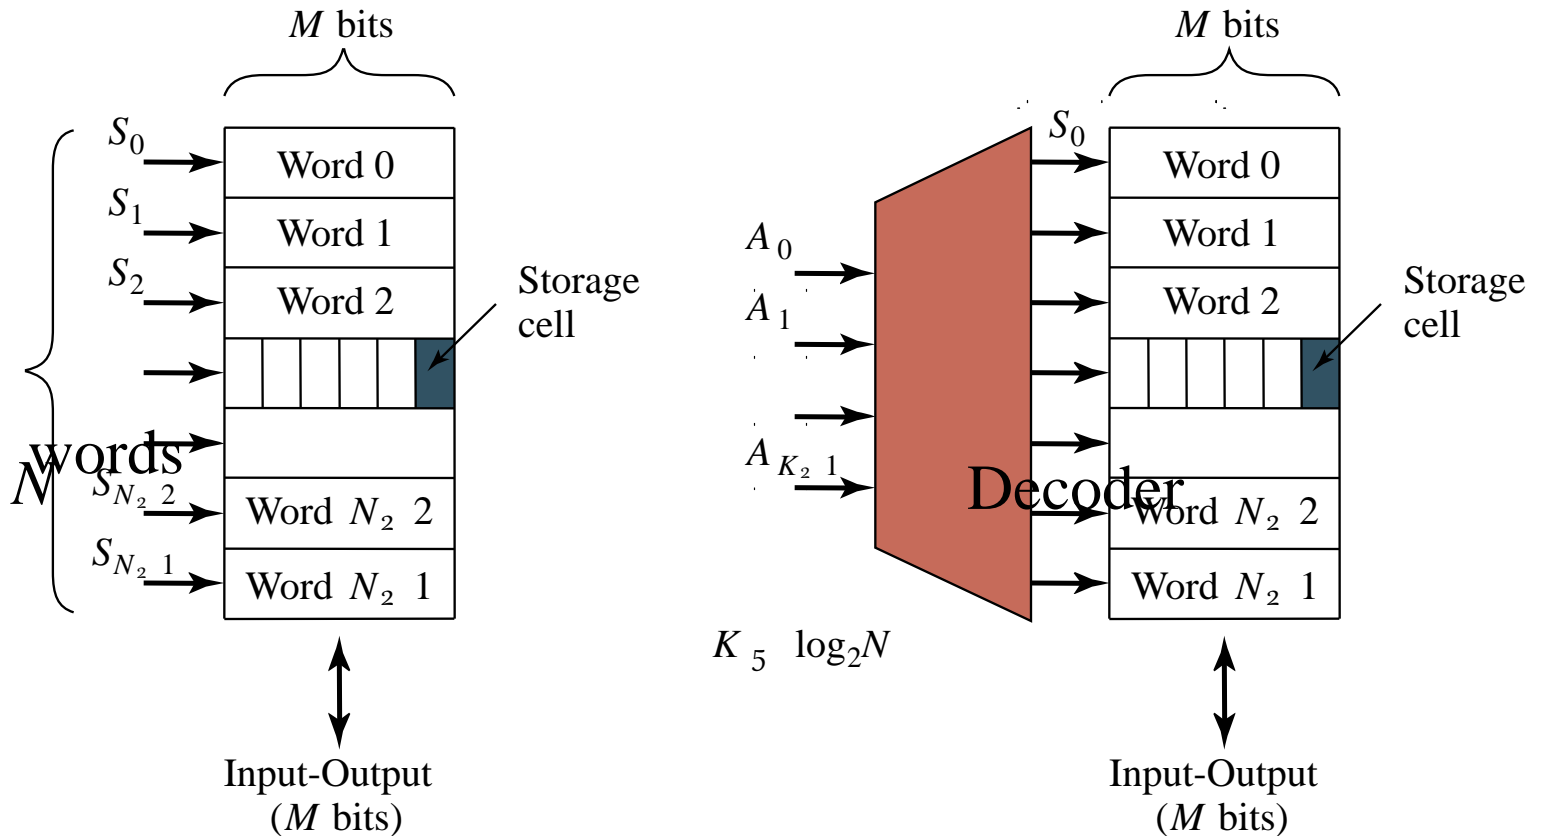 M bits
S0
S1
S2
Word 0
Word 1
Word 2
Storage
cell
N words
SN2 2
SN2 1
Word N2 2
Word N2 1
Input-Output
(M bits)
M bits
S0
A0
A1
AK2 1
Decoder
Word 0
Word 1
Word 2
Storage
cell
Word N2 2
Word N2 1
K 5 log2N
Input-Output
(M bits)